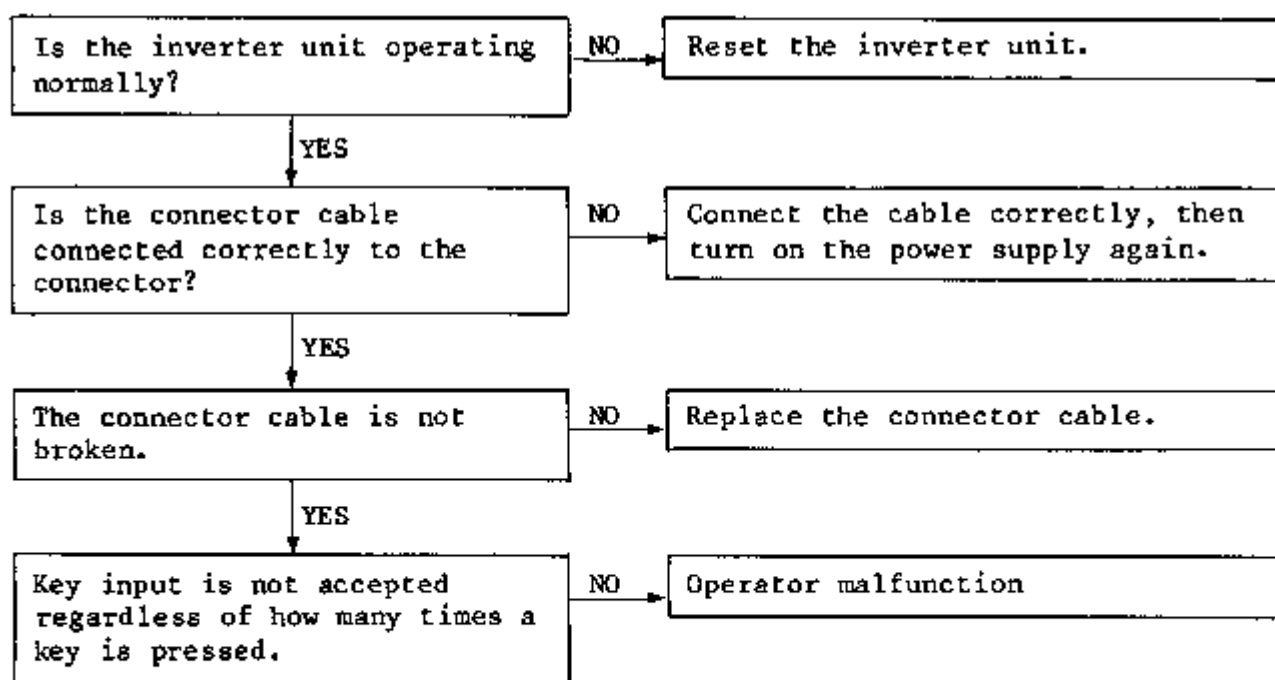 Is the inverter unit operating
normally?
NO
Reset the inverter unit.
YES
Is the connector cable
connected correctly to the
connector?
NO
Connect the cable correctly, then
turn on the power supply again.
YES
The connector cable is not
broken.
NO
Replace the connector cable.
YES
Key input is not accepted
regardless of how many times a
key is pressed.
NO
Operator malfunction